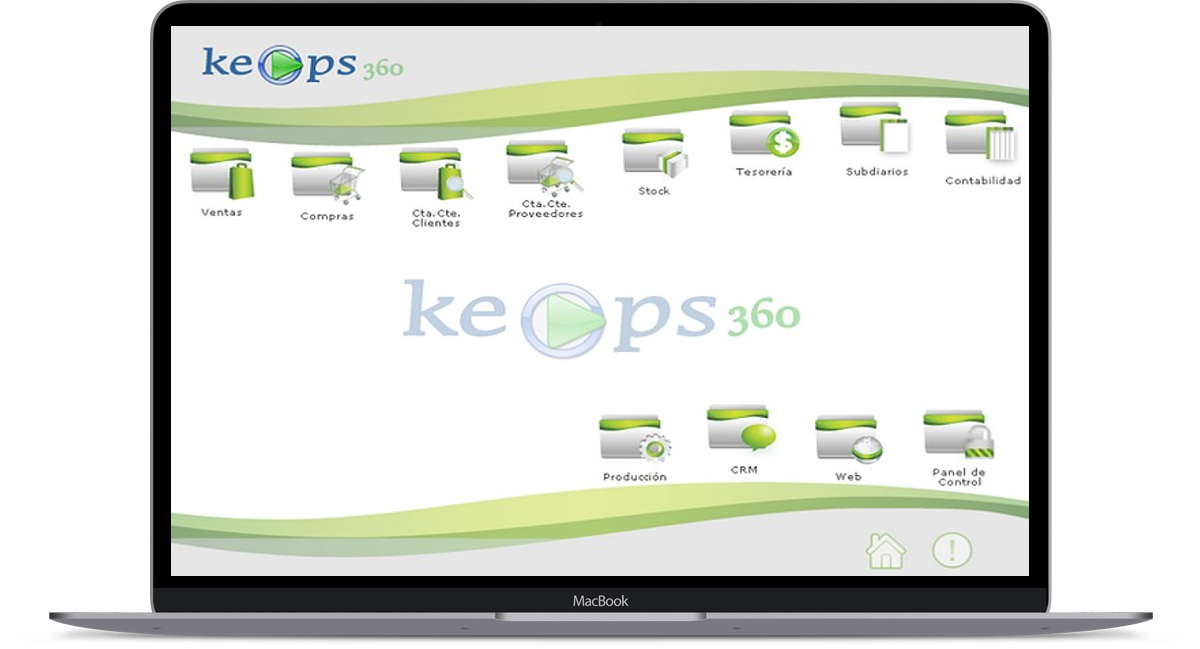 keops 360
Ventas
Compras
Cta.Cte.
Clientes
Cta.Cte.
Proveedores
Stock
Tesorería
Subdiarios
Contabilidad
keops 360
Producción
CRM
Web
Panel de
Control
MacBook